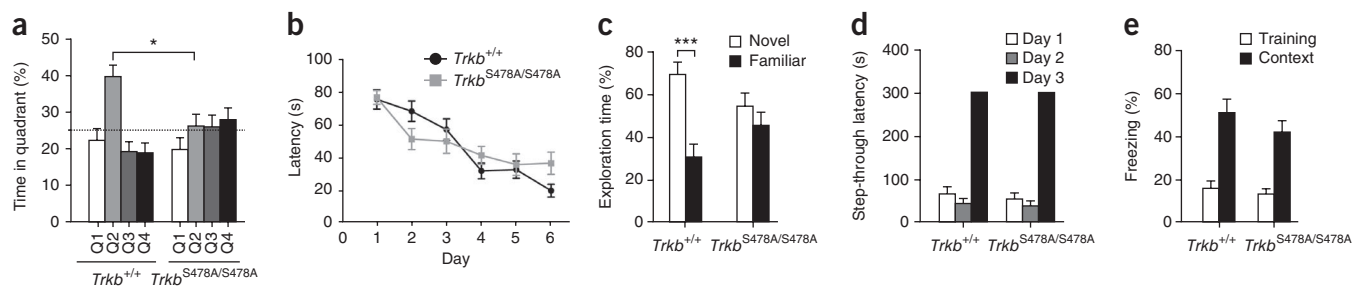 a
Time in quadrant (%)
50
40
30
20
10
0
*
Q1
Q2
Q3
Q4
Q1
Q2
Q3
Q4
Trkb+/+
TrkbS478A/S478A
b
Latency (s)
100
80
60
40
20
0
Trkb+/+
TrkbS478A/S478A
0 1 2 3 4 5 6
Day
c
Exploration time (%)
80
60
40
20
0
***
Novel
Familiar
Trkb+/+
TrkbS478A/S478A
d
Step-through latency (s)
400
300
200
100
0
Day 1
Day 2
Day 3
Trkb+/+
TrkbS478A/S478A
e
Freezing (%)
80
60
40
20
0
Training
Context
Trkb+/+
TrkbS478A/S478A